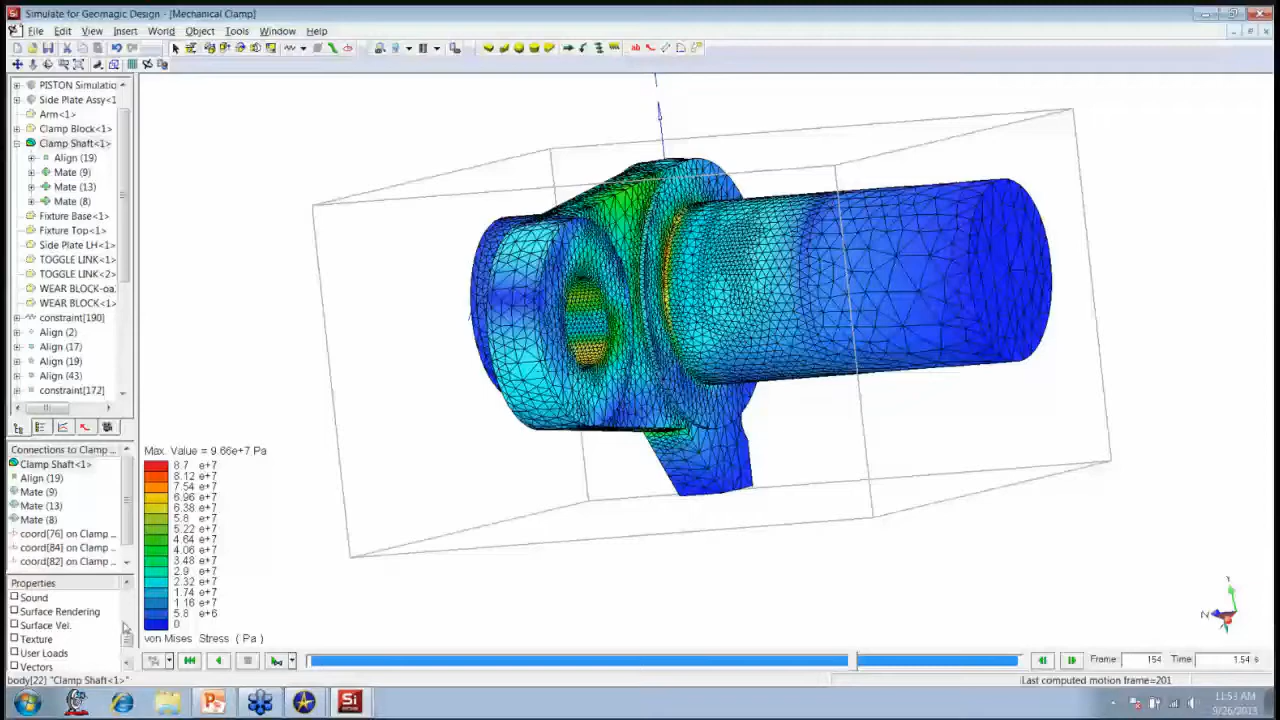 Simulate for Geomagic Design - [Mechanical Clamp]
File Edit View Insert World Object Tools Window Help
PISTON Simulatio
Side Plate Assy<1
Arm<1>
Clamp Block<1>
Clamp Shaft<1>
Align (19)
Mate (9)
Mate (13)
Mate (8)
Fixture Base<1>
Fixture Top<1>
Side Plate LH<1>
TOGGLE LINK<1
TOGGLE LINK<2
WEAR BLOCK-oa
WEAR BLOCK<1>
constraint[190]
Align (2)
Align (17)
Align (19)
Align (43)
constraint[172]
Connections to Clamp ...
Clamp Shaft<1>
Align (19)
Mate (9)
Mate (13)
Mate (8)
coord[76] on Clamp ...
coord[84] on Clamp ...
coord[82] on Clamp ...
Properties
Sound
Surface Rendering
Surface Vel.
Texture
User Loads
Vectors
Max. Value = 9.66e+7 Pa
8.7 e+7
8.12 e+7
7.54 e+7
6.96 e+7
6.38 e+7
5.8 e+7
5.22 e+7
4.64 e+7
4.06 e+7
3.48 e+7
2.9 e+7
2.32 e+7
1.74 e+7
1.16 e+7
5.8 e+6
0
von Mises Stress ( Pa )
Frame 154 Time: 1.54 s
body[22] "Clamp Shaft<1>"
Last computed motion frame=201
11:53 AM
9/26/2013